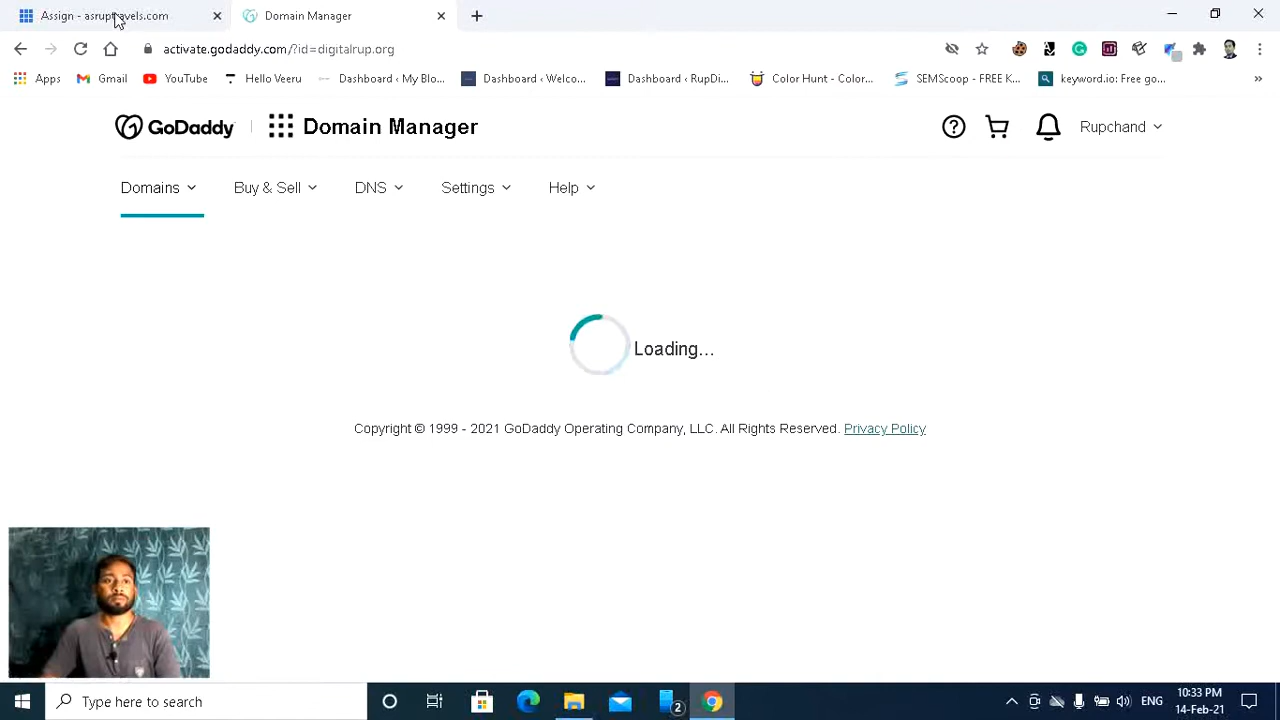 Assign - asruptravels.com
Domain Manager
activate.godaddy.com/?id=digitalrup.org
Apps
Gmail
YouTube
Hello Veeru
Dashboard ‹ My Blo...
Dashboard ‹ Welco...
Dashboard ‹ RupDi...
Color Hunt - Color...
SEMScoop - FREE K...
keyword.io: Free go...
»
GoDaddy
Domain Manager
Rupchand
Domains
Buy & Sell
DNS
Settings
Help
Loading...
Copyright © 1999 - 2021 GoDaddy Operating Company, LLC. All Rights Reserved. Privacy Policy
Type here to search
2
ENG
10:33 PM
14-Feb-21